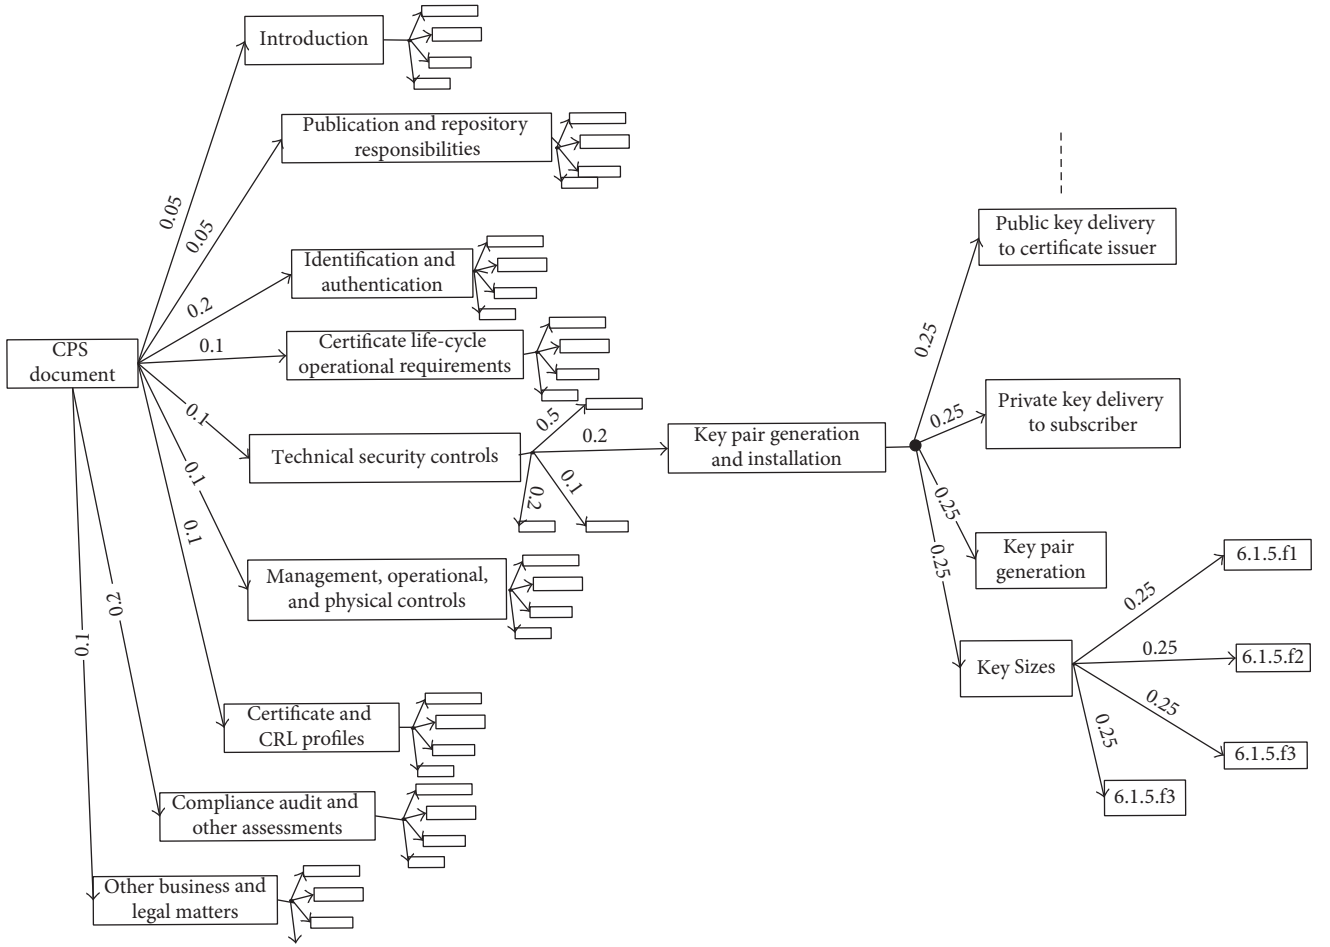 Introduction
Publication and repository
responsibilities
0.05
0.05
Public key delivery
to certificate issuer
Identification and
authentication
0.2
CPS
document
0.1
Certificate life-cycle
operational requirements
0.25
Private key delivery
to subscriber
0.25
0.1
0.5
0.2
Technical security controls
Key pair generation
and installation
0.1
0.1
0.2
0.25
0.1
0.25
Key pair
generation
6.1.5.f1
Management, operational,
and physical controls
0.2
0.1
0.25
0.25
6.1.5.f2
Key Sizes
0.25
0.25
Certificate and
CRL profiles
6.1.5.f3
6.1.5.f3
Compliance audit and
other assessments
Other business and
legal matters